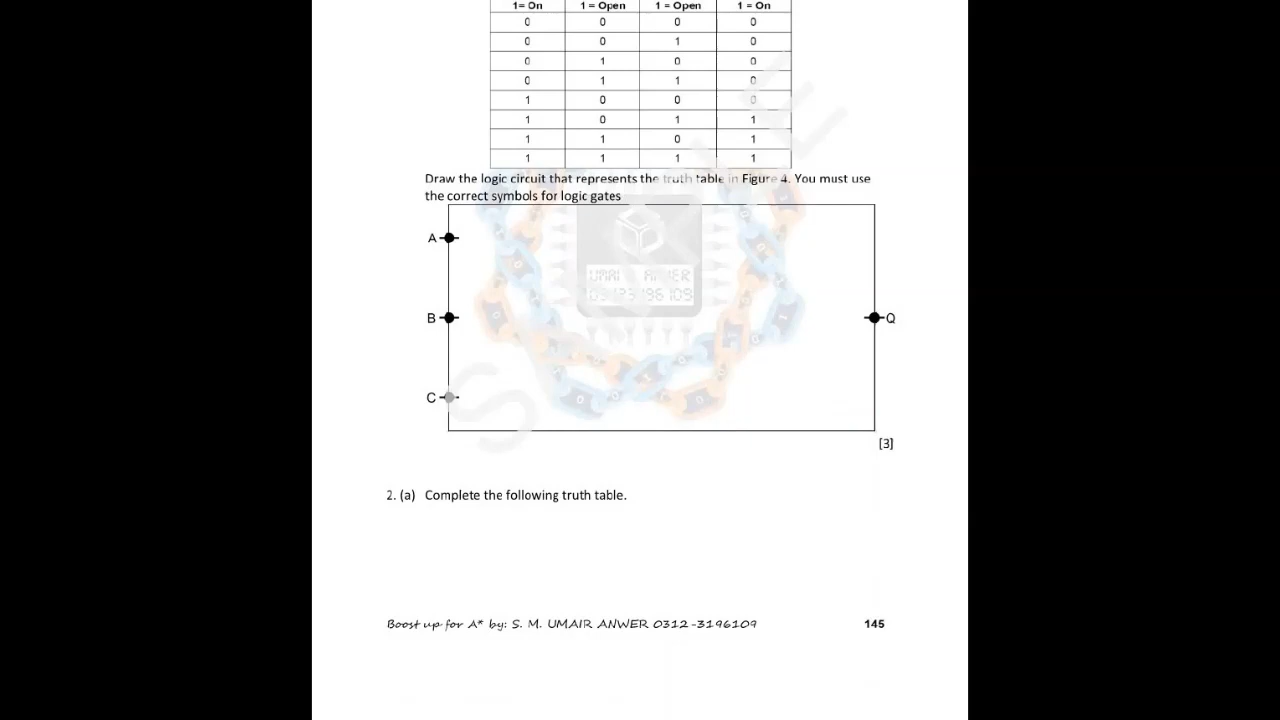 1= On 1 = Open 1 = Open 1 = On
0 0 0 0
0 0 1 0
0 1 0 0
0 1 1 0
1 0 0 0
1 0 1 1
1 1 0 1
1 1 1 1
Draw the logic circuit that represents the truth table in Figure 4. You must use
the correct symbols for logic gates
A
B
Q
C
[3]
2. (a) Complete the following truth table.
Boost up for A* by: S. M. UMAIR ANWER 0312-3196109
145